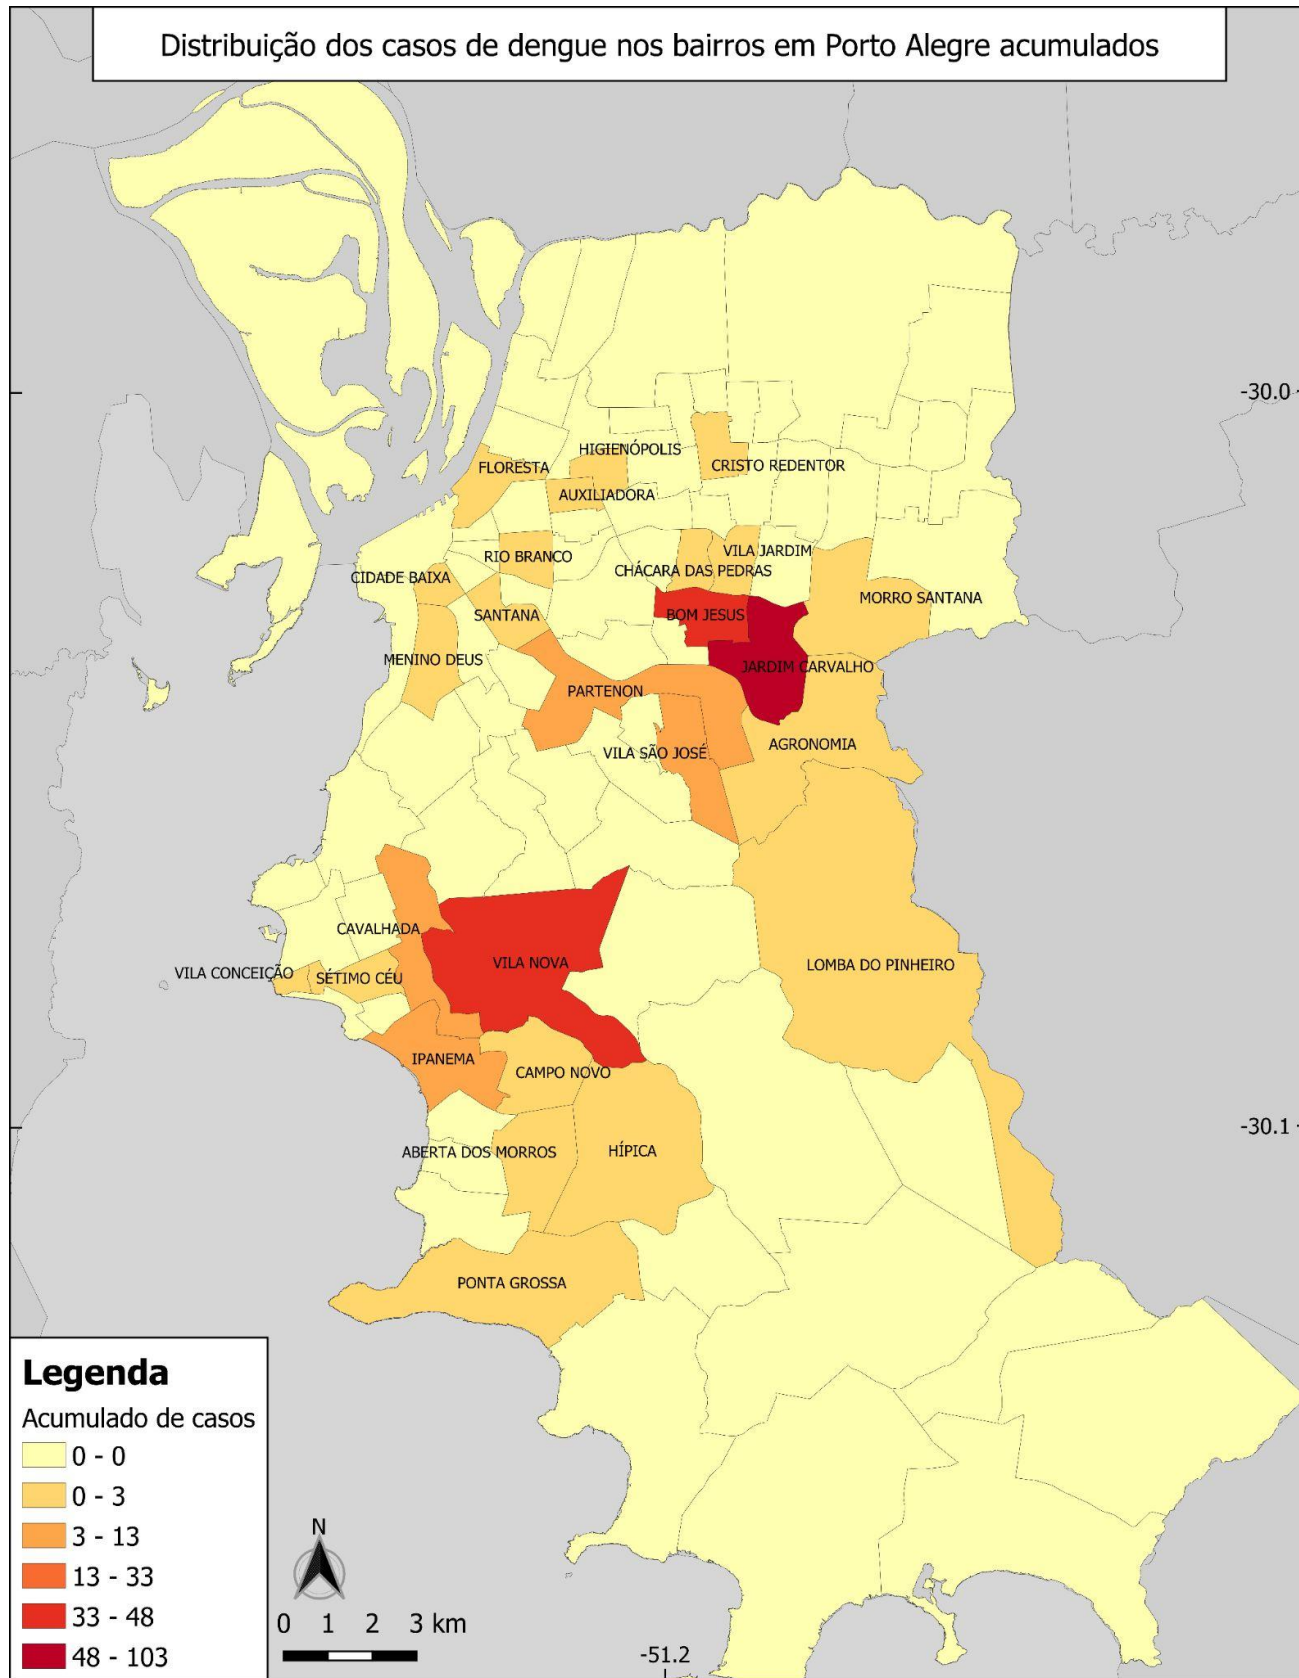 Distribuição dos casos de dengue nos bairros em Porto Alegre acumulados
-30.0
HIGIENÓPOLIS
FLORESTA
CRISTO REDENTOR
AUXILIADORA
RIO BRANCO
VILA JARDIM
CHÁCARA DAS PEDRAS
CIDADE BAIXA
MORRO SANTANA
SANTANA
BOM JESUS
MENINO DEUS
JARDIM CARVALHO
PARTENON
AGRONOMIA
VILA SÃO JOSÉ
CAVALHADA
VILA NOVA
LOMBA DO PINHEIRO
VILA CONCEIÇÃO
SÉTIMO CÉU
IPANEMA
CAMPO NOVO
-30.1
ABERTA DOS MORROS
HÍPICA
PONTA GROSSA
Legenda
Acumulado de casos
0 - 0
0 - 3
3 - 13
13 - 33
33 - 48
48 - 103
N
0 1 2 3 km
-51.2